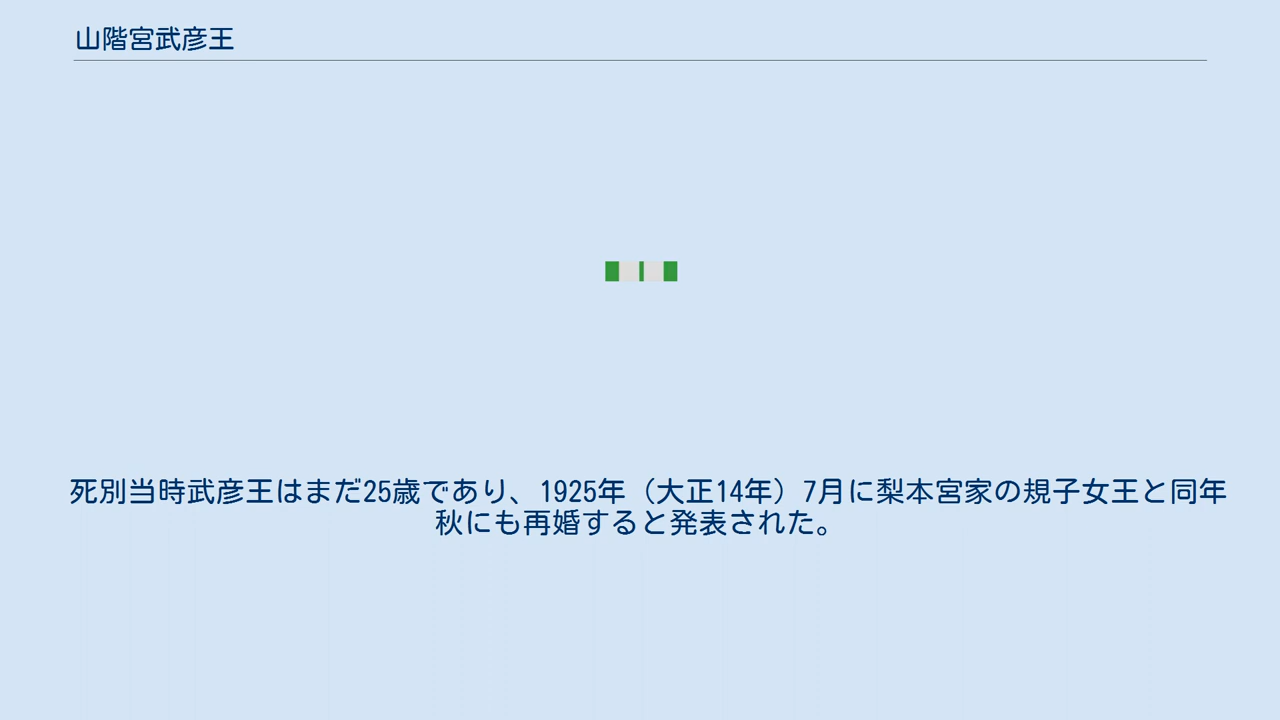 山階宮武彦王
死別当時武彦王はまだ25歳であり、1925年（大正14年）7月に梨本宮家の規子女王と同年
秋にも再婚すると発表された。